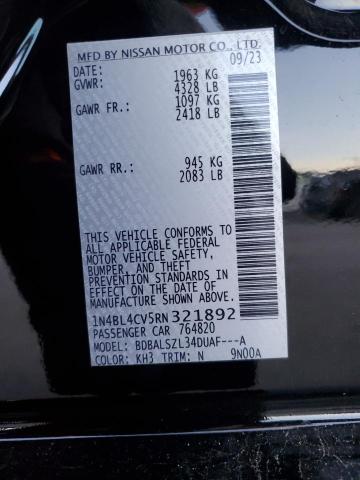 MFD BY NISSAN MOTOR CO., LTD.
DATE: 09/23
GVWR: 1963 KG
4328 LB
GAWR FR.: 1097 KG
2418 LB
GAWR RR.: 945 KG
2083 LB
THIS VEHICLE CONFORMS TO
ALL APPLICABLE FEDERAL
MOTOR VEHICLE SAFETY,
BUMPER, AND THEFT
PREVENTION STANDARDS IN
EFFECT ON THE DATE OF
MANUFACTURE SHOWN ABOVE.
1N4BL4CV5RN321892
PASSENGER CAR 764820
MODEL: BDBALSZL34DUAF---A
COLOR: KH3 TRIM: N 9N00A